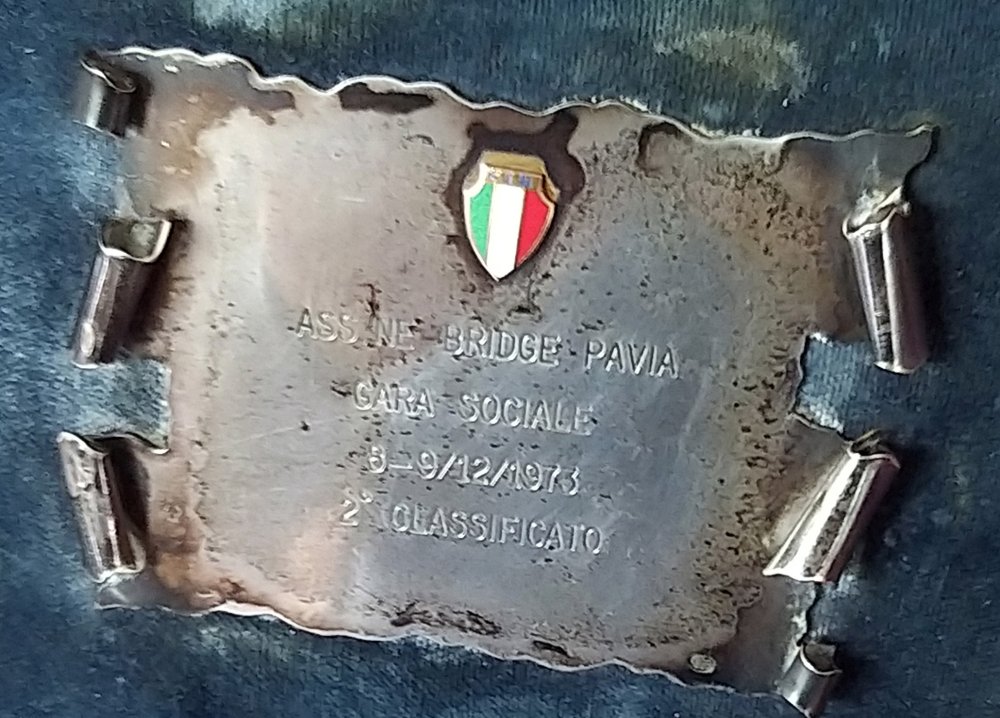 ASS.NE BRIDGE PAVIA
GARA SOCIALE
8-9/12/1973
2° CLASSIFICATO